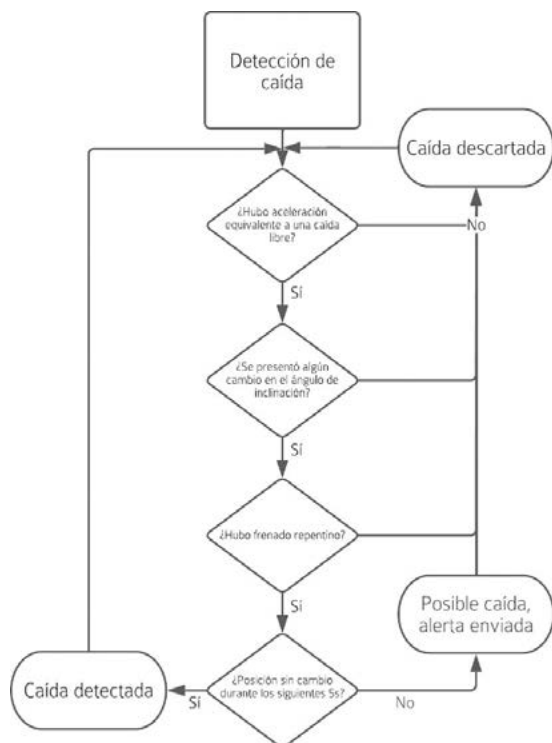 Detección de
caída
Caída descartada
¿Hubo aceleración
equivalente a una caída
libre?
No
Sí
¿Se presentó algún
cambio en el ángulo de
inclinación?
Sí
¿Hubo frenado repentino?
Sí
Posible caída,
alerta enviada
Caída detectada
Sí
¿Posición sin cambio
durante los siguientes 5s?
No